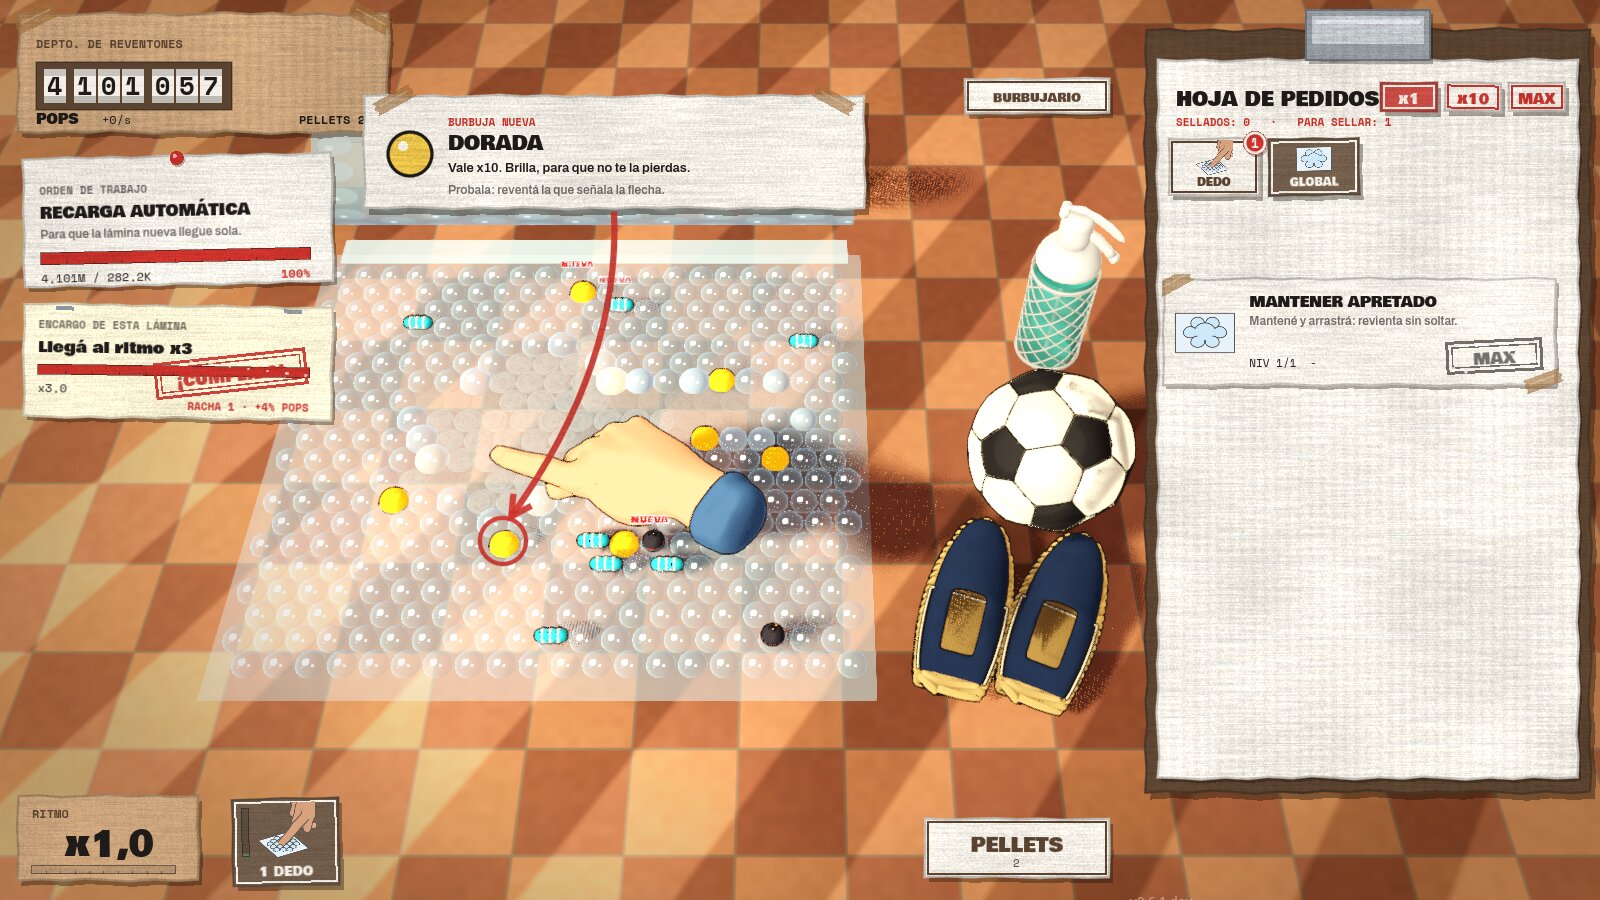 DEPTO. DE REVENTONES
4 101 057
POPS +0/s PELLETS 2
ORDEN DE TRABAJO
RECARGA AUTOMÁTICA
Para que la lámina nueva llegue sola.
4.101M / 282.2K 100%
ENCARGO DE ESTA LÁMINA
Llegá al ritmo x3
x3.0
RACHA 1 · +4% POPS
BURBUJA NUEVA
DORADA
Vale x10. Brilla, para que no te la pierdas.
Probala: reventá la que señala la flecha.
NUEVA
BURBUJARIO
HOJA DE PEDIDOS x1 x10 MAX
SELLADOS: 0 · PARA SELLAR: 1
1
DEDO
GLOBAL
MANTENER APRETADO
Mantené y arrastrá: revienta sin soltar.
NIV 1/1 -
MAX
RITMO
x1,0
1 DEDO
PELLETS
2